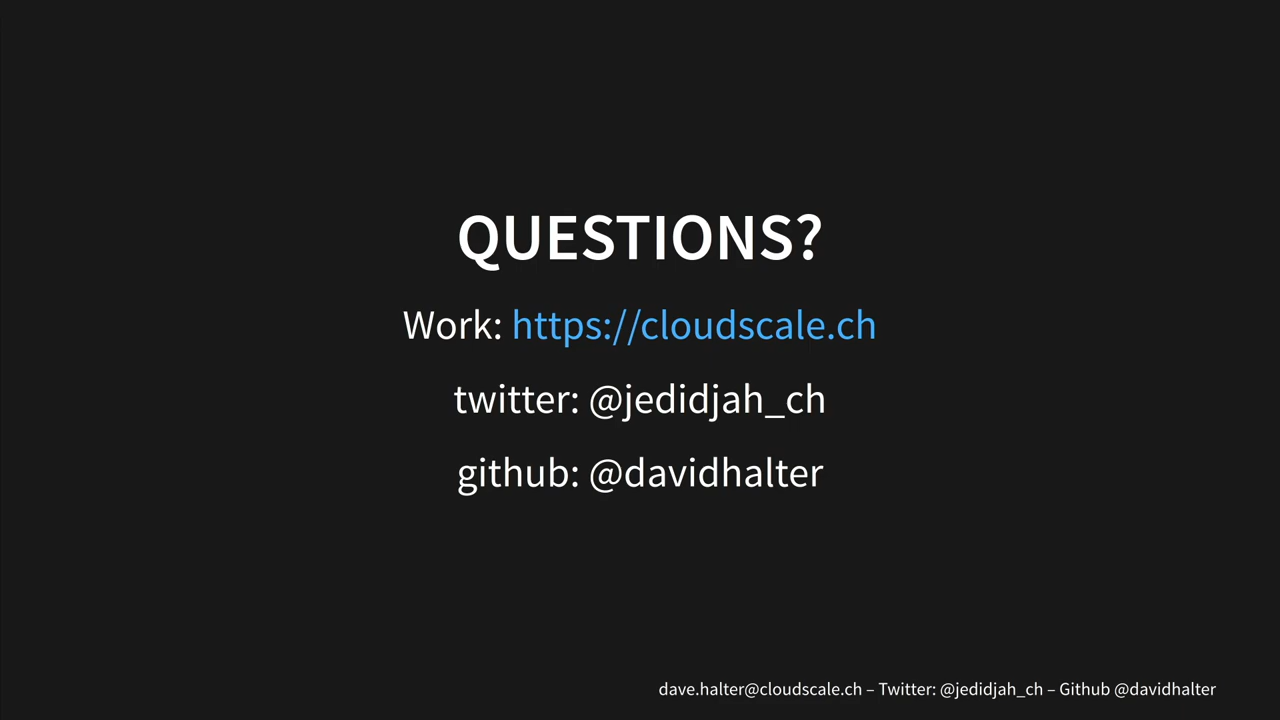 QUESTIONS?
Work: https://cloudscale.ch
twitter: @jedidjah_ch
github: @davidhalter
dave.halter@cloudscale.ch – Twitter: @jedidjah_ch – Github @davidhalter